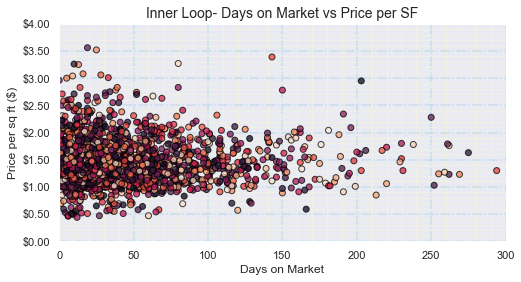 Inner Loop- Days on Market vs Price per SF
$4.00
$3.50
$3.00
$2.50
$2.00
$1.50
$1.00
$0.50
$0.00
Price per sq ft ($)
0 50 100 150 200 250 300
Days on Market